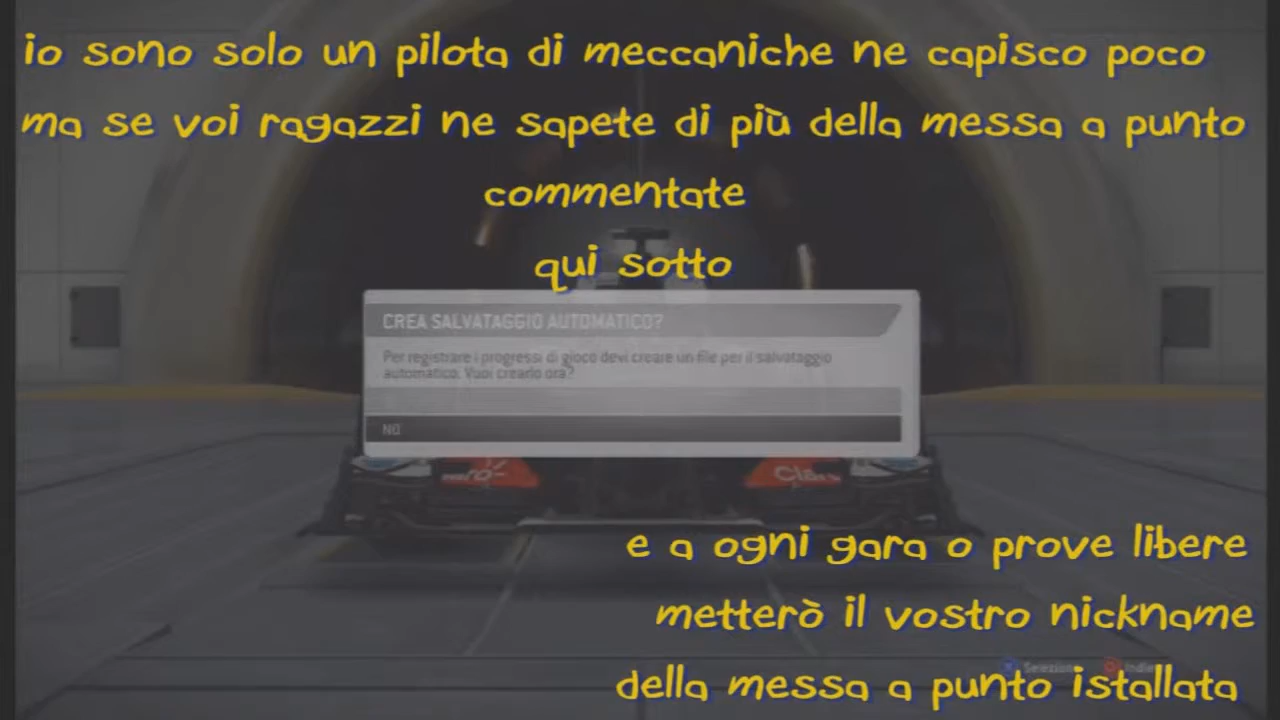 io sono solo un pilota di meccaniche ne capisco poco
ma se voi ragazzi ne sapete di più della messa a punto
commentate
qui sotto
CREA SALVATAGGIO AUTOMATICO?
Per registrare i progressi di gioco devi creare un file per il salvataggio
automatico. Vuoi crearlo ora?
NO
Claro
e a ogni gara o prove libere
metterò il vostro nickname
della messa a punto istallata